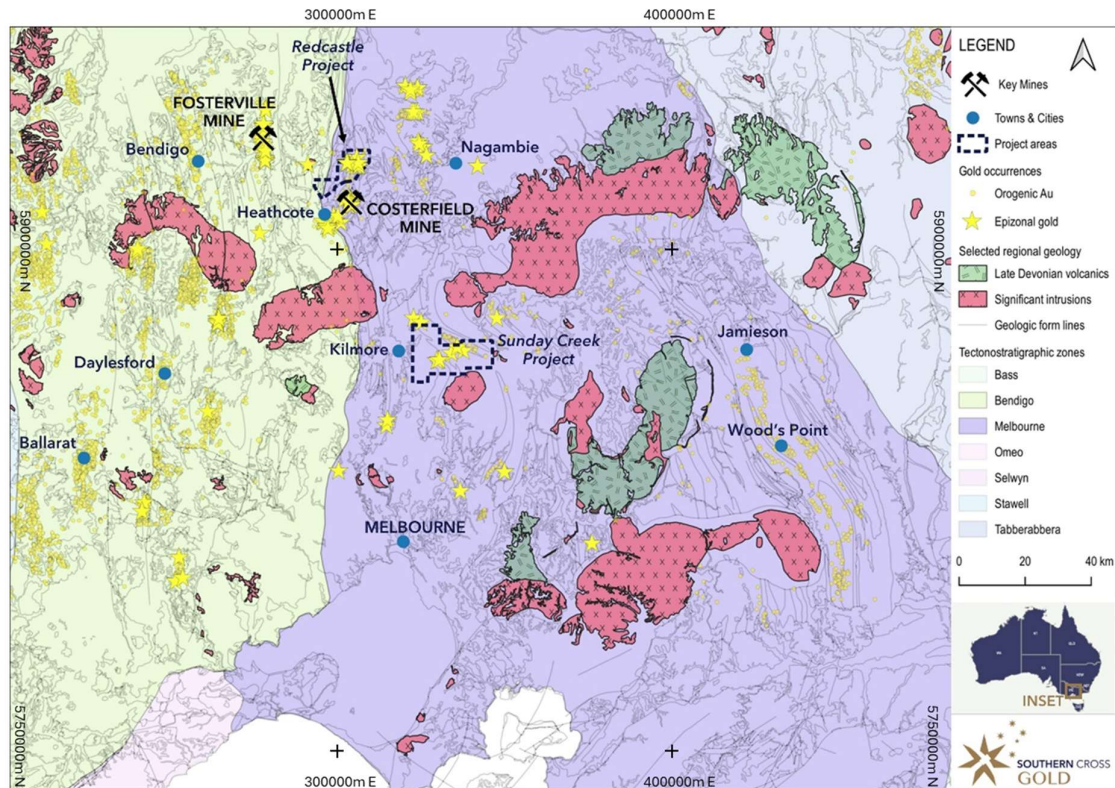 300000m E
400000m E
Redcastle
Project
FOSTERVILLE
MINE
Bendigo
Nagambie
Heathcote
COSTERFIELD
MINE
5900000m N
5900000m N
Kilmore
Sunday Creek
Project
Jamieson
Daylesford
Wood's Point
Ballarat
MELBOURNE
5750000m N
5750000m N
300000m E
400000m E
LEGEND
Key Mines
Towns & Cities
Project areas
Gold occurrences
Orogenic Au
Epizonal gold
Selected regional geology
Late Devonian volcanics
Significant intrusions
Geologic form lines
Tectonostratigraphic zones
Bass
Bendigo
Melbourne
Omeo
Selwyn
Stawell
Tabberabbera
0 20 40 km
INSET
SOUTHERN CROSS
GOLD